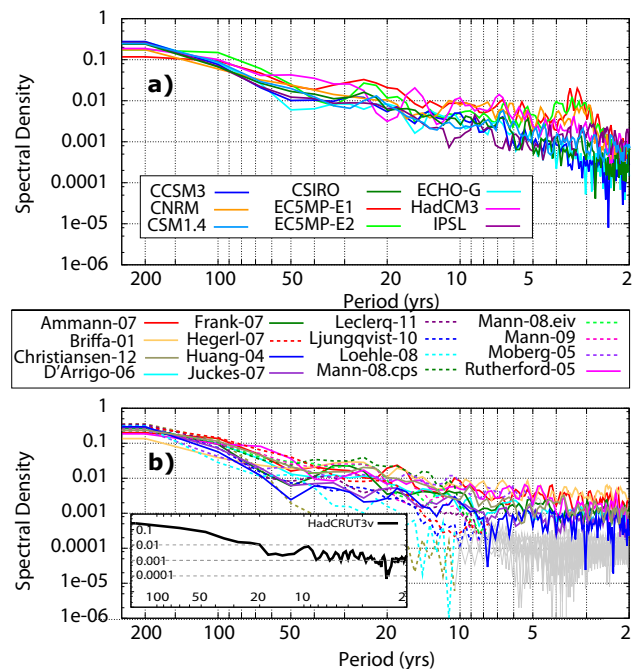 1
0.1
0.01
0.001
0.0001
1e-05
1e-06
Spectral Density
a)
CCSM3 CSIRO ECHO-G
CNRM EC5MP-E1 HadCM3
CSM1.4 EC5MP-E2 IPSL
200 100 50 20 10 5 2
Period (yrs)
Ammann-07 Frank-07 Leclerq-11 Mann-08.eiv
Briffa-01 Hegerl-07 Ljungqvist-10 Mann-09
Christiansen-12 Huang-04 Loehle-08 Moberg-05
D'Arrigo-06 Juckes-07 Mann-08.cps Rutherford-05
1
0.1
0.01
0.001
0.0001
1e-05
1e-06
Spectral Density
b)
HadCRUT3v
0.01
0.001
0.0001
100 50 20 10 2
200 100 50 20 10 5 2
Period (yrs)